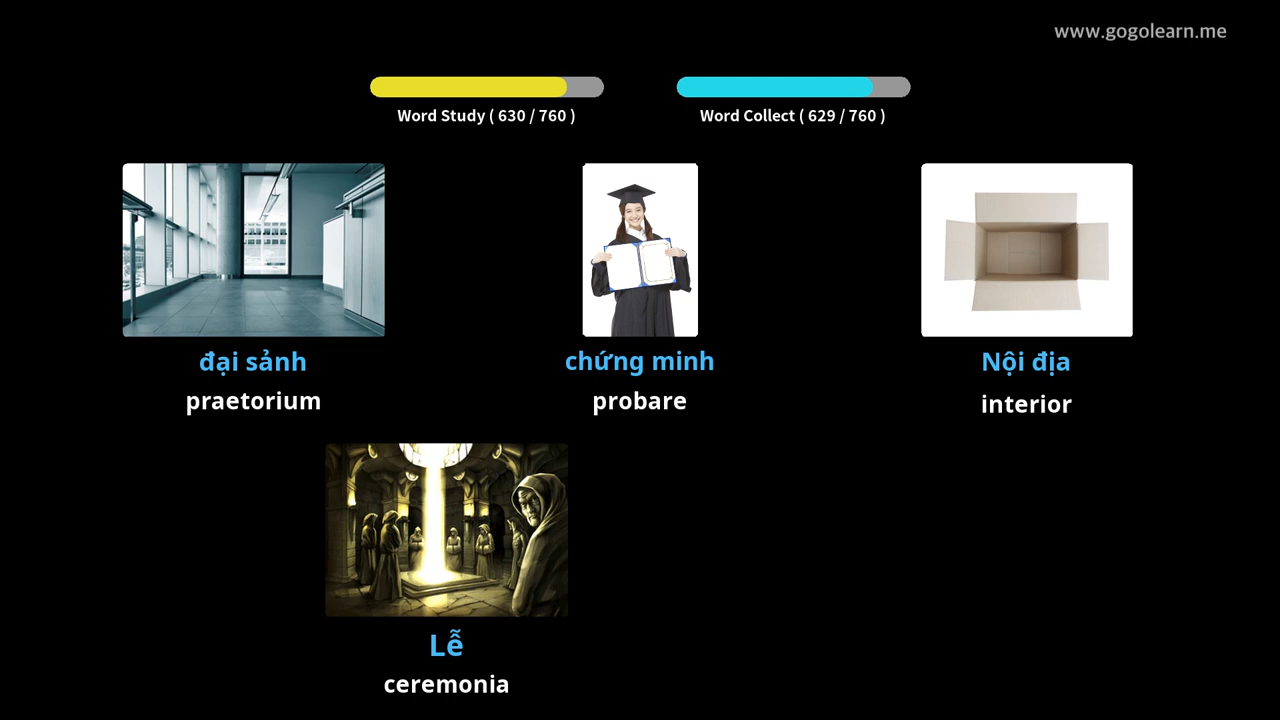 www.gogolearn.me
Word Study ( 630 / 760 )
Word Collect ( 629 / 760 )
đại sảnh
praetorium
chứng minh
probare
Nội địa
interior
Lễ
ceremonia